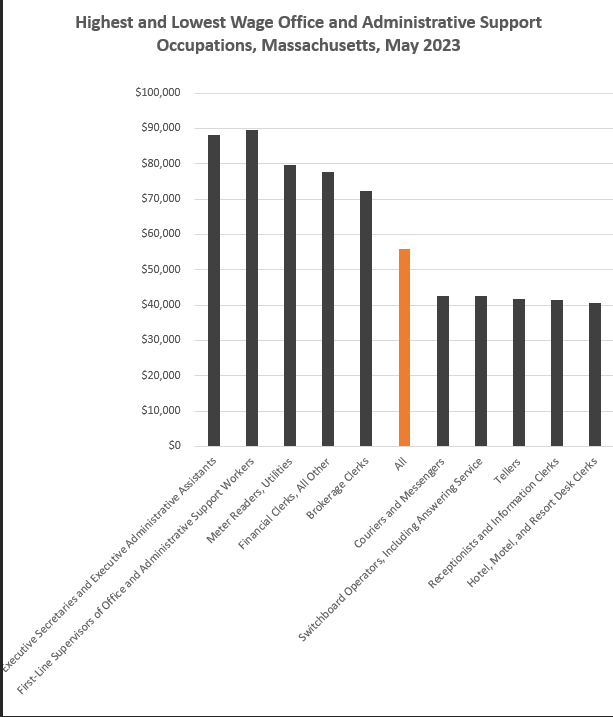 Highest and Lowest Wage Office and Administrative Support
Occupations, Massachusetts, May 2023
$100,000
$90,000
$80,000
$70,000
$60,000
$50,000
$40,000
$30,000
$20,000
$10,000
$0
Executive Secretaries and Executive Administrative Assistants
First-Line Supervisors of Office and Administrative Support Workers
Meter Readers, Utilities
Financial Clerks, All Other
Brokerage Clerks
All
Couriers and Messengers
Switchboard Operators, Including Answering Service
Tellers
Receptionists and Information Clerks
Hotel, Motel, and Resort Desk Clerks